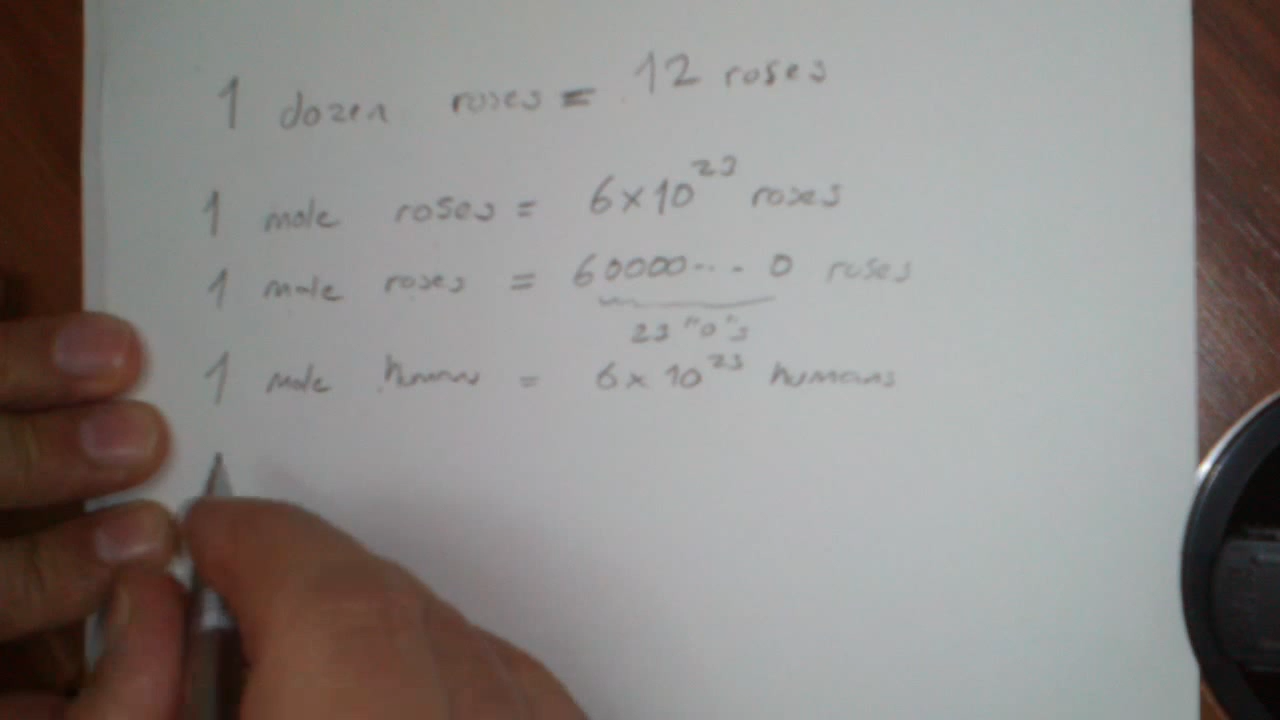 1 dozen roses = 12 roses
1 mole roses = 6×10²³ roses
1 mole roses = 60000... 0 roses
23 "0"s
1 mole humans = 6×10²³ humans